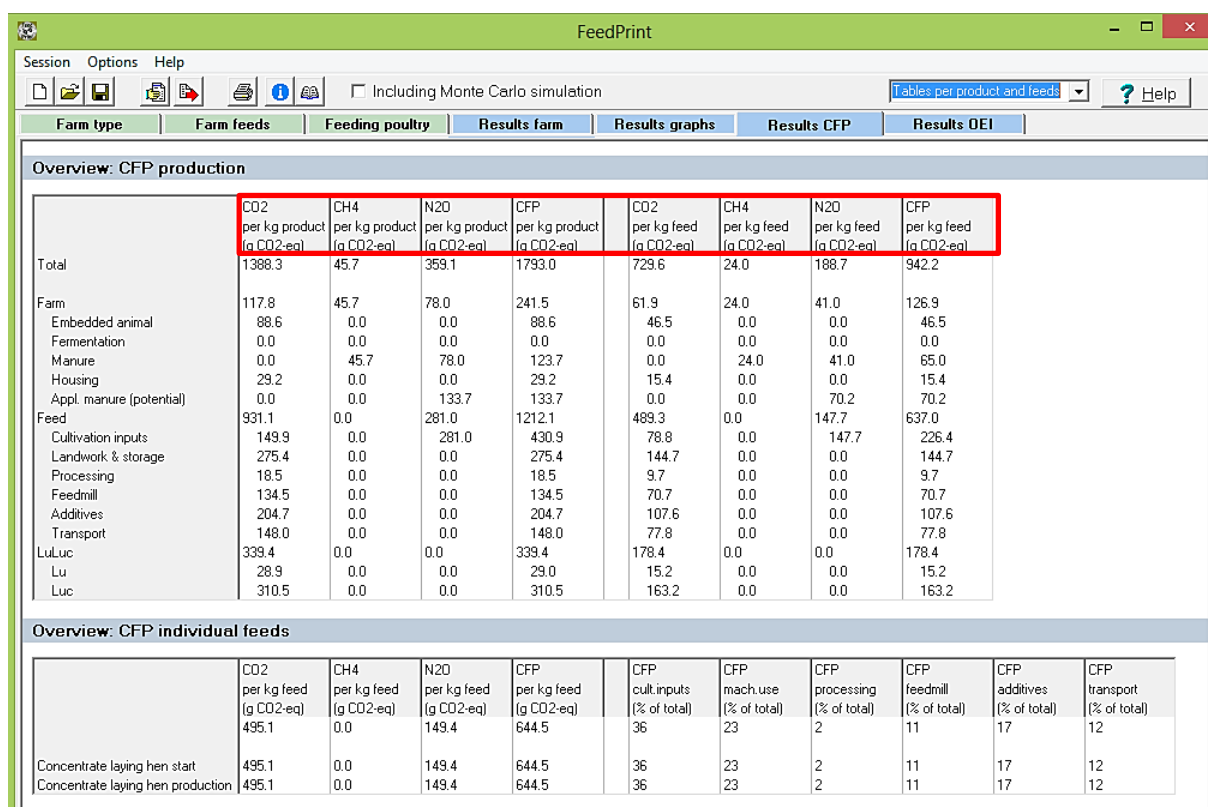 FeedPrint
Session Options Help
Including Monte Carlo simulation Tables per product and feeds ? Help
Farm type Farm feeds Feeding poultry Results farm Results graphs Results CFP Results OEI
Overview: CFP production
CO2 CH4 N2O CFP CO2 CH4 N2O CFP
per kg product per kg product per kg product per kg product per kg feed per kg feed per kg feed per kg feed
(g CO2-eq) (g CO2-eq) (g CO2-eq) (g CO2-eq) (g CO2-eq) (g CO2-eq) (g CO2-eq) (g CO2-eq)
Total 1388.3 45.7 359.1 1793.0 729.6 24.0 188.7 942.2
Farm 117.8 45.7 78.0 241.5 61.9 24.0 41.0 126.9
Embedded animal 88.6 0.0 0.0 88.6 46.5 0.0 0.0 46.5
Fermentation 0.0 0.0 0.0 0.0 0.0 0.0 0.0 0.0
Manure 0.0 45.7 78.0 123.7 0.0 24.0 41.0 65.0
Housing 29.2 0.0 0.0 29.2 15.4 0.0 0.0 15.4
Appl. manure (potential) 0.0 0.0 133.7 133.7 0.0 0.0 70.2 70.2
Feed 931.1 0.0 281.0 1212.1 489.3 0.0 147.7 637.0
Cultivation inputs 149.9 0.0 281.0 430.9 78.8 0.0 147.7 226.4
Landwork & storage 275.4 0.0 0.0 275.4 144.7 0.0 0.0 144.7
Processing 18.5 0.0 0.0 18.5 9.7 0.0 0.0 9.7
Feedmill 134.5 0.0 0.0 134.5 70.7 0.0 0.0 70.7
Additives 204.7 0.0 0.0 204.7 107.6 0.0 0.0 107.6
Transport 148.0 0.0 0.0 148.0 77.8 0.0 0.0 77.8
LuLuc 339.4 0.0 0.0 339.4 178.4 0.0 0.0 178.4
Lu 28.9 0.0 0.0 29.0 15.2 0.0 0.0 15.2
Luc 310.5 0.0 0.0 310.5 163.2 0.0 0.0 163.2
Overview: CFP individual feeds
CO2 CH4 N2O CFP CFP CFP CFP CFP CFP CFP
per kg feed per kg feed per kg feed per kg feed cult.inputs mach.use processing feedmill additives transport
(g CO2-eq) (g CO2-eq) (g CO2-eq) (g CO2-eq) (% of total) (% of total) (% of total) (% of total) (% of total) (% of total)
495.1 0.0 149.4 644.5 36 23 2 11 17 12
Concentrate laying hen start 495.1 0.0 149.4 644.5 36 23 2 11 17 12
Concentrate laying hen production 495.1 0.0 149.4 644.5 36 23 2 11 17 12